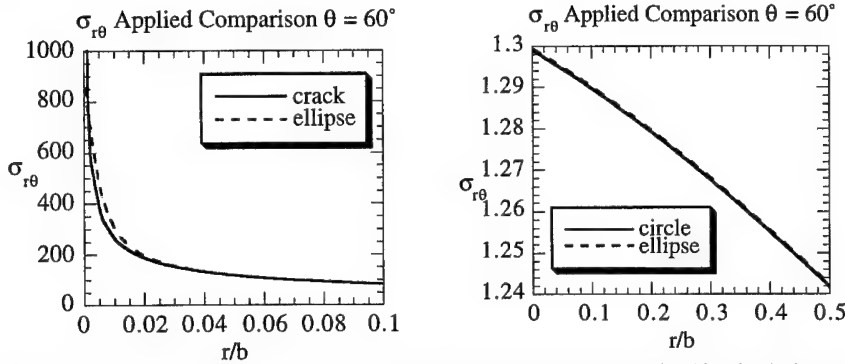 σrθ Applied Comparison θ = 60°
1000
800
600
σrθ
400
200
0
0 0.02 0.04 0.06 0.08 0.1
r/b
crack
ellipse
σrθ Applied Comparison θ = 60°
1.3
1.29
1.28
1.27
σrθ
1.26
1.25
1.24
0 0.1 0.2 0.3 0.4 0.5
r/b
circle
ellipse